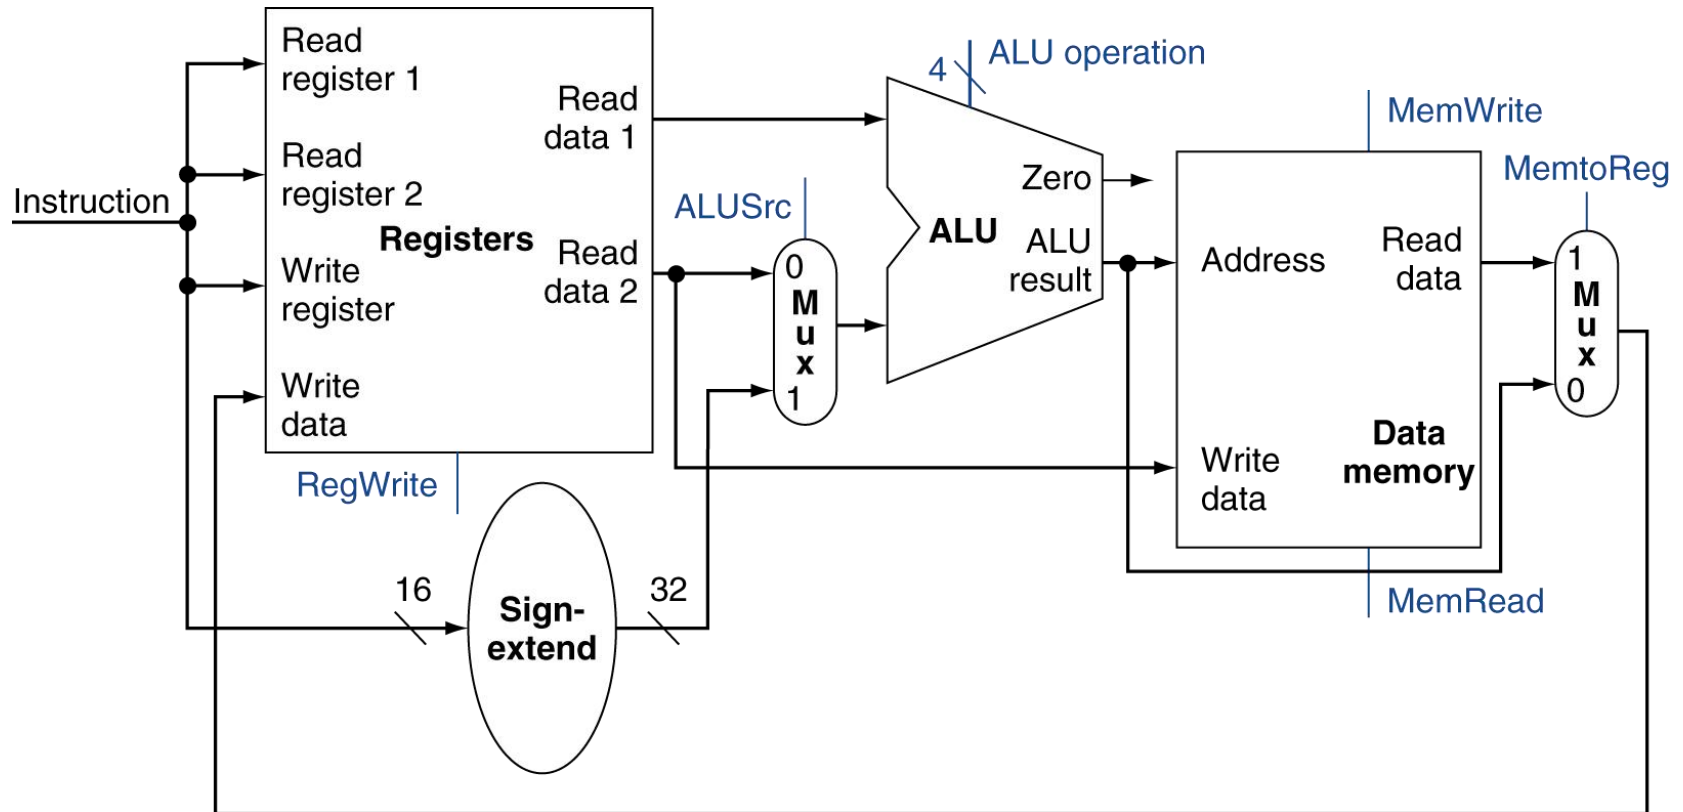 Instruction
Read
register 1
Read
register 2
Write
register
Write
data
Registers
Read
data 1
Read
data 2
RegWrite
16
Sign-
extend
32
ALUSrc
0
M
u
x
1
4
ALU operation
Zero
ALU
ALU
result
MemWrite
Address
Read
data
Write
data
Data
memory
MemRead
MemtoReg
1
M
u
x
0